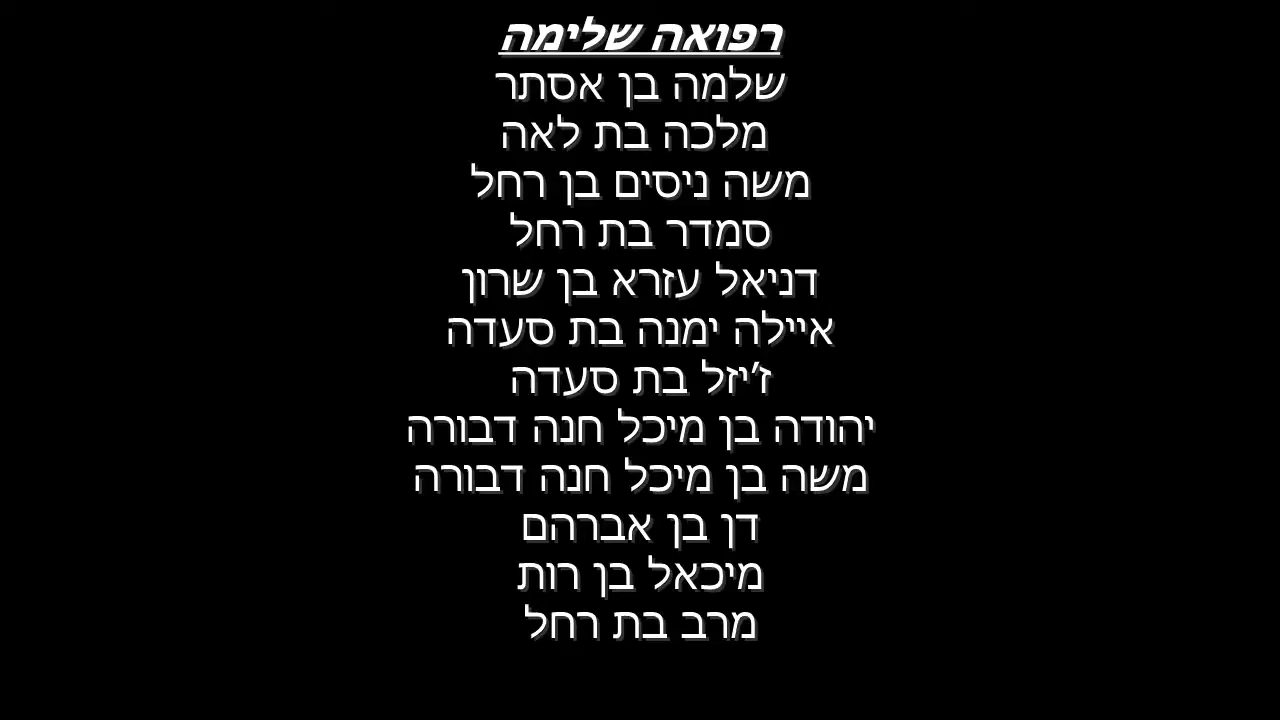 רפואה שלימה
שלמה בן אסתר
מלכה בת לאה
משה ניסים בן רחל
סמדר בת רחל
דניאל עזרא בן שרון
איילה ימנה בת סעדה
ז'יזל בת סעדה
יהודה בן מיכל חנה דבורה
משה בן מיכל חנה דבורה
דן בן אברהם
מיכאל בן רות
מרב בת רחל